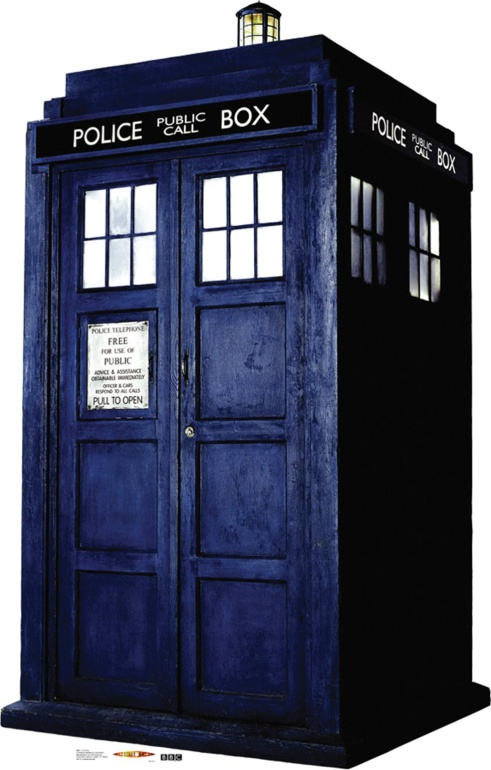 POLICE PUBLIC CALL BOX
POLICE PUBLIC CALL BOX
POLICE TELEPHONE
FREE
FOR USE OF
PUBLIC
ADVICE & ASSISTANCE
OBTAINABLE IMMEDIATELY
OFFICER & CARS
RESPOND TO ALL CALLS
PULL TO OPEN
BBC